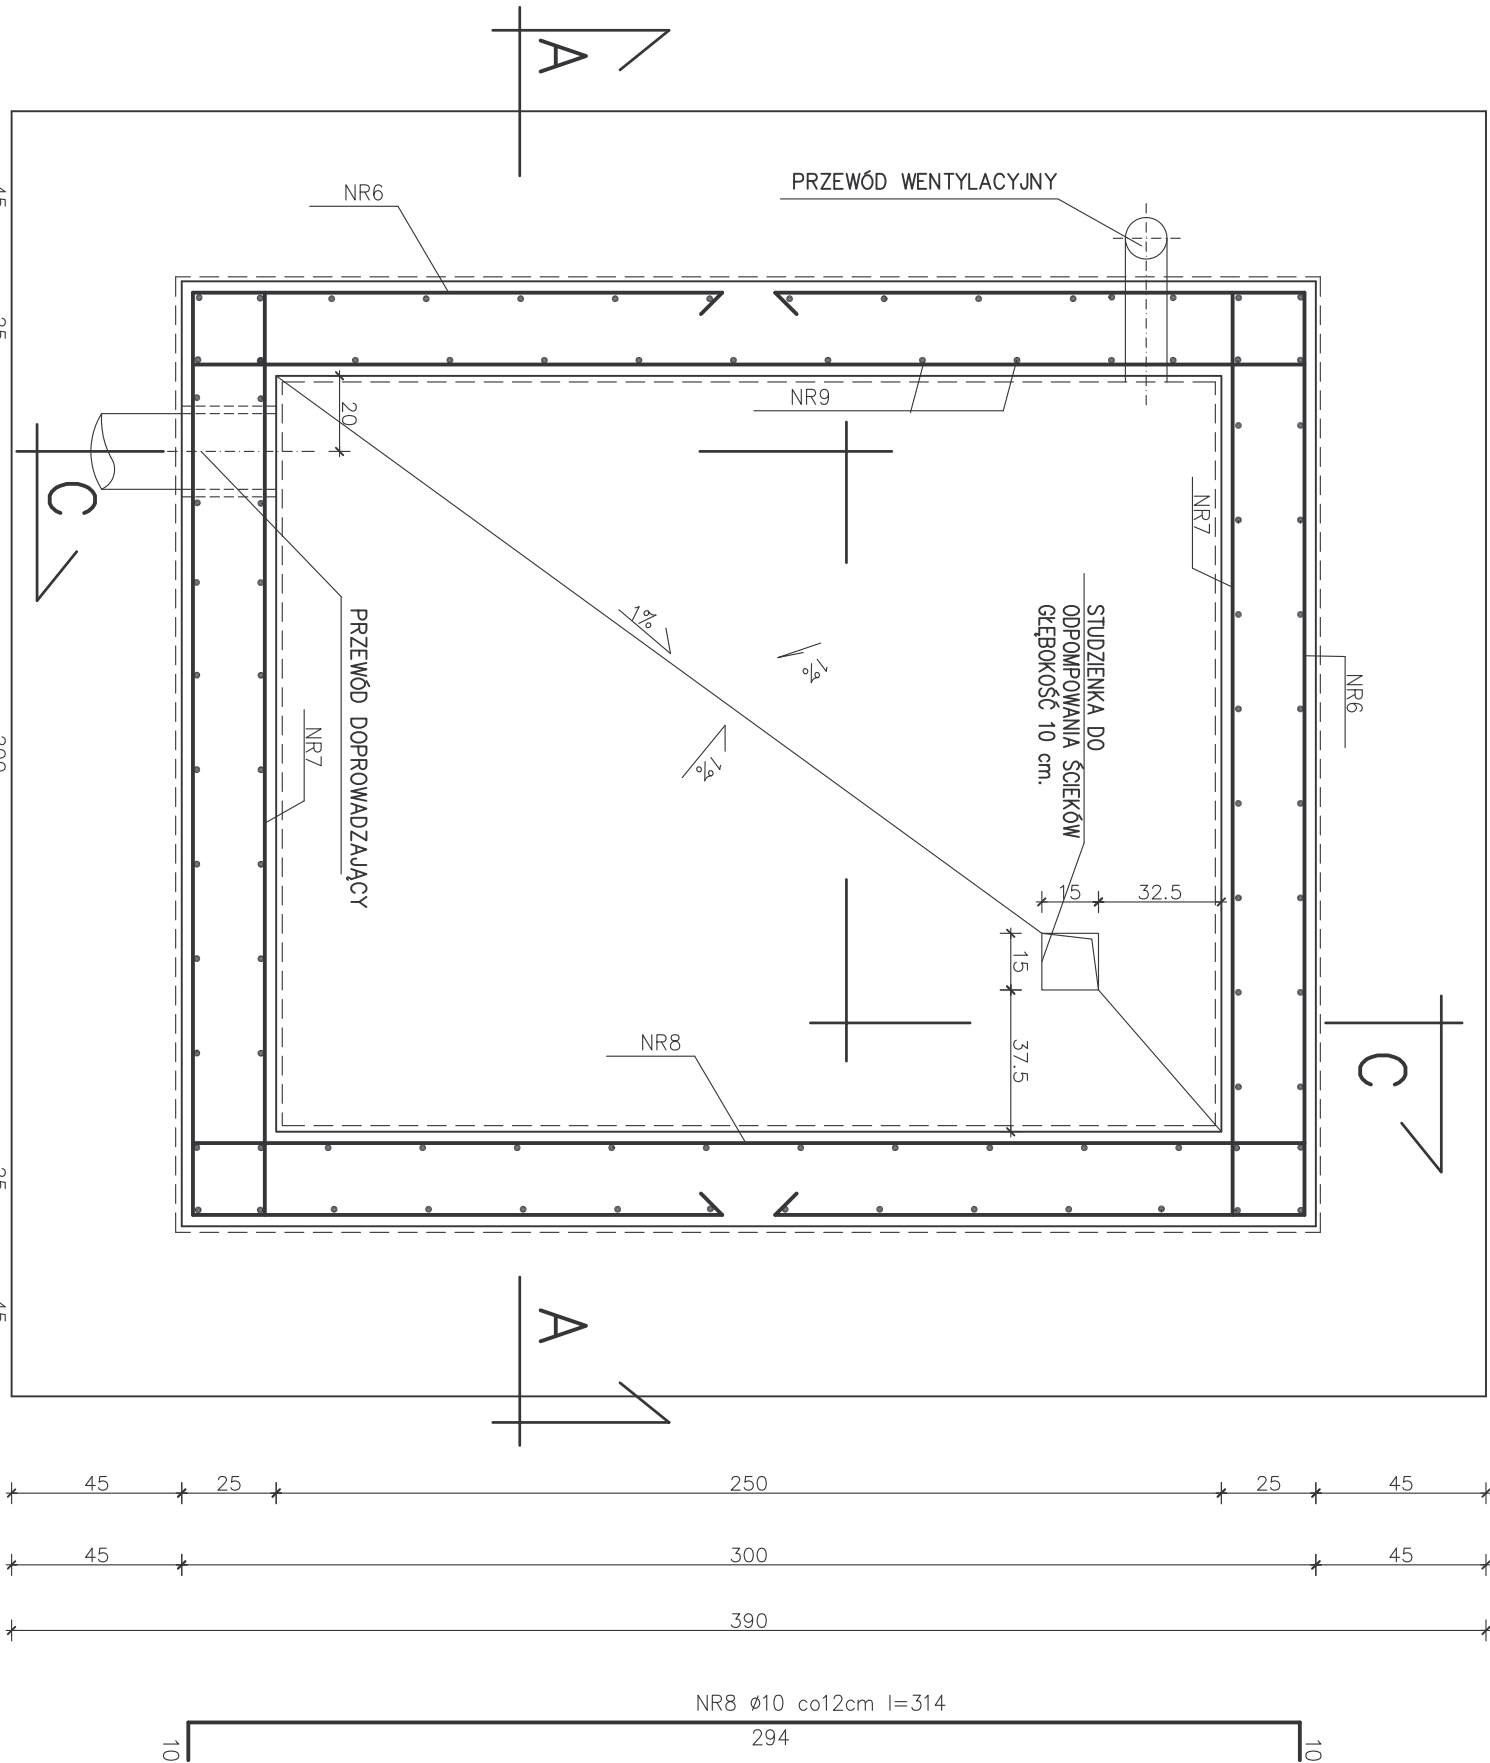 A
PRZEWÓD WENTYLACYJNY
NR6
NR9
20
C
NR7
STUDZIENKA DO
ODPOMPOWANIA ŚCIEKÓW
GŁĘBOKOŚĆ 10 cm.
1%
1%
1%
NR6
PRZEWÓD DOPROWADZAJĄCY
NR7
15
32.5
15
37.5
NR8
C
A
45
25
250
25
45
45
300
45
390
NR8 ø10 co12cm l=314
294
10
10